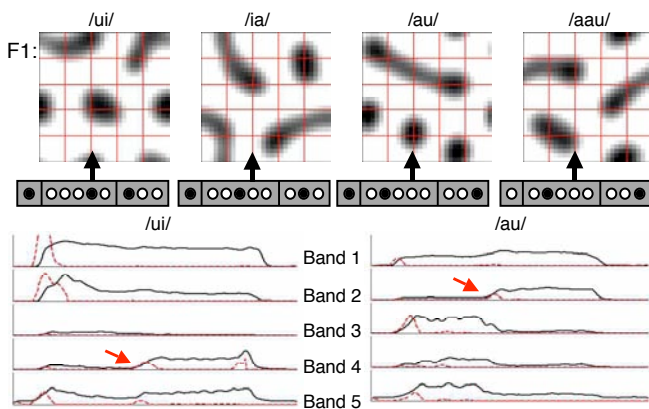 /ui/ /ia/ /au/ /aau/
F1:
/ui/ /au/
Band 1
Band 2
Band 3
Band 4
Band 5